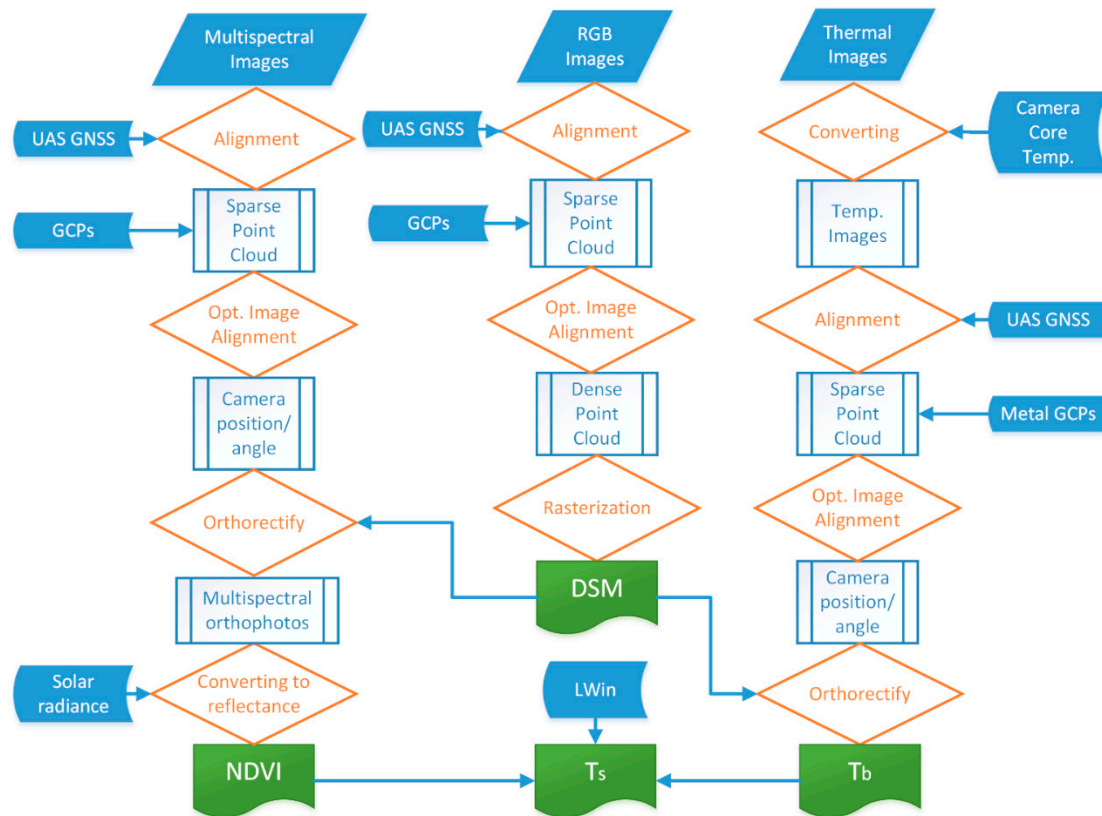 Multispectral
Images
RGB
Images
Thermal
Images
UAS GNSS
Alignment
UAS GNSS
Alignment
Converting
Camera
Core
Temp.
GCPs
Sparse
Point
Cloud
GCPs
Sparse
Point
Cloud
Temp.
Images
Opt. Image
Alignment
Opt. Image
Alignment
Alignment
UAS GNSS
Camera
position/
angle
Dense
Point
Cloud
Sparse
Point
Cloud
Metal GCPs
Orthorectify
Rasterization
Opt. Image
Alignment
Multispectral
orthophotos
DSM
Camera
position/
angle
Solar
radiance
Converting to
reflectance
LWin
Orthorectify
NDVI
Ts
Tb